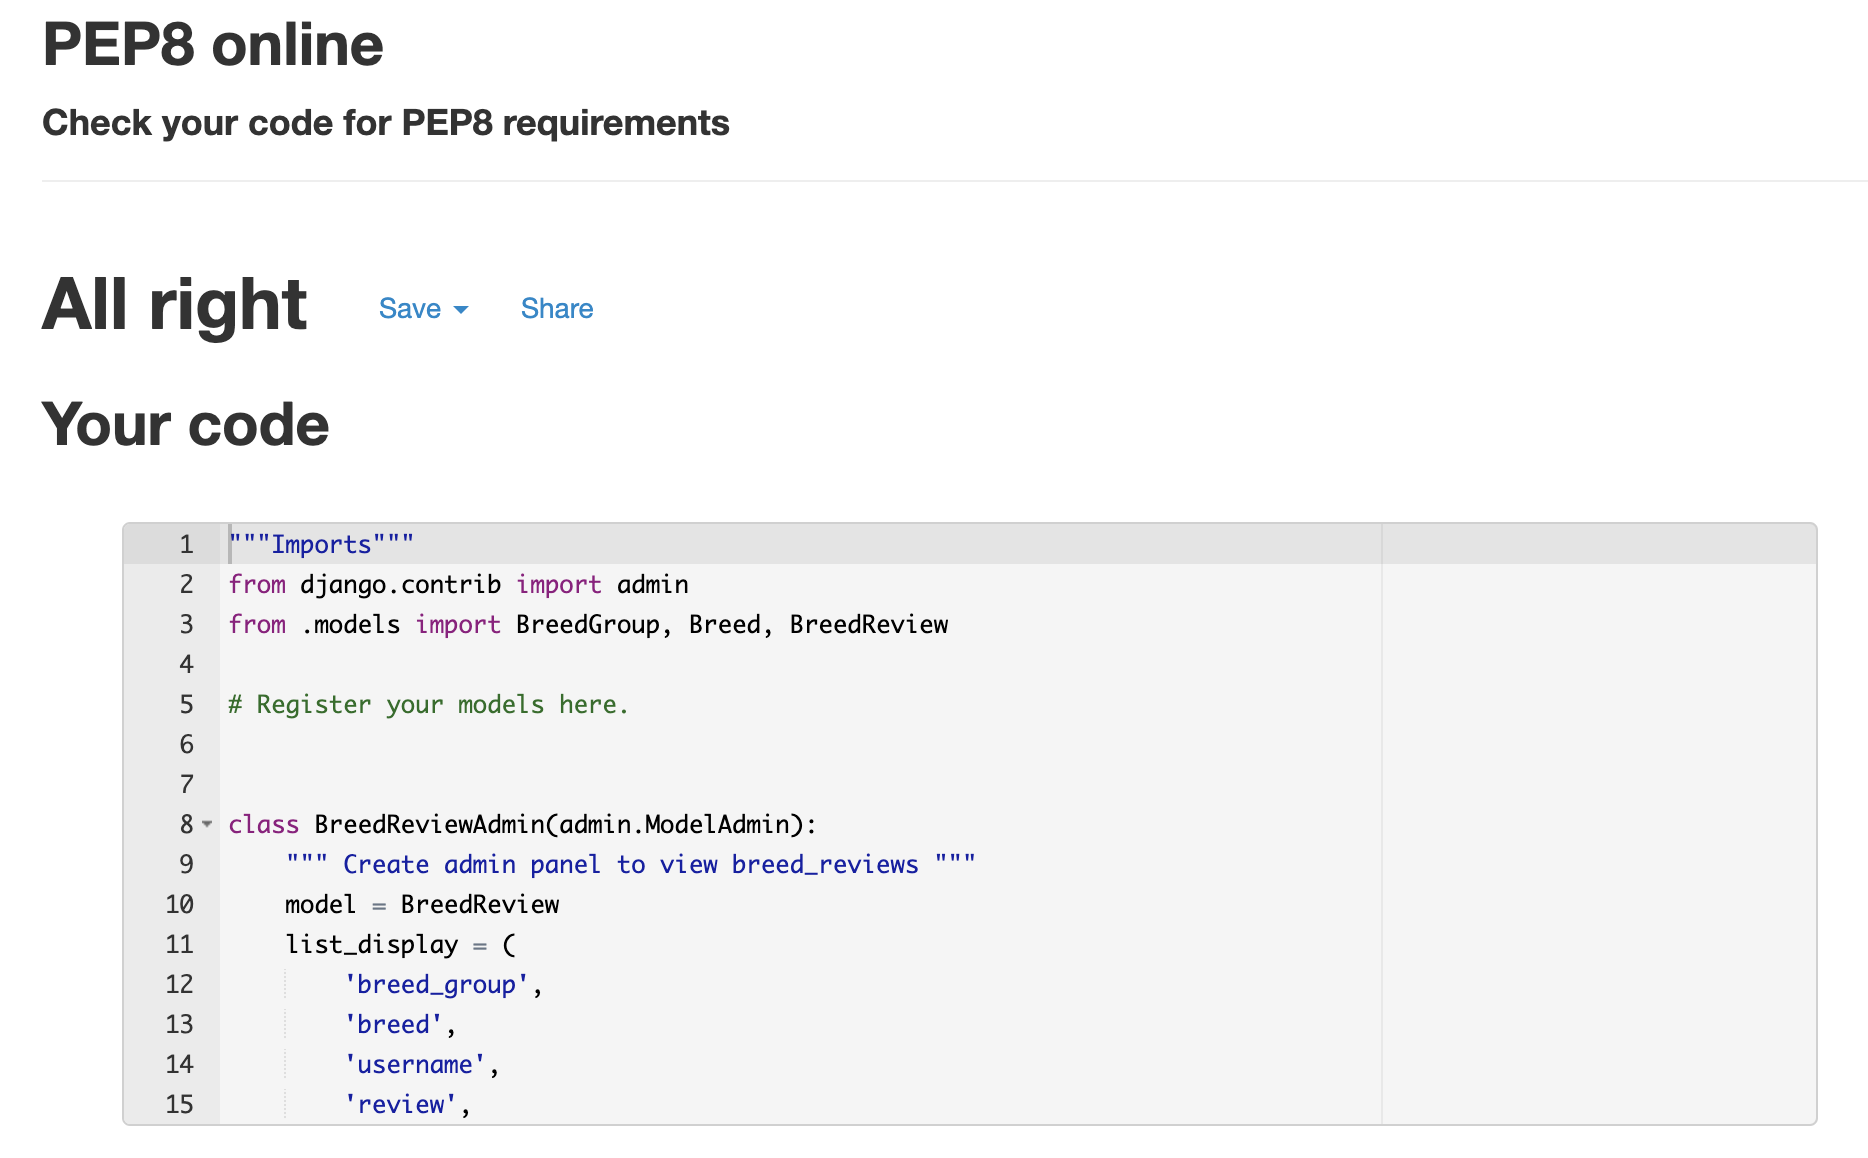 PEP8 online
Check your code for PEP8 requirements
All right Save Share
Your code
1 """Imports"""
2 from django.contrib import admin
3 from .models import BreedGroup, Breed, BreedReview
4
5 # Register your models here.
6
7
8 class BreedReviewAdmin(admin.ModelAdmin):
9     """ Create admin panel to view breed_reviews """
10     model = BreedReview
11     list_display = (
12         'breed_group',
13         'breed',
14         'username',
15         'review',